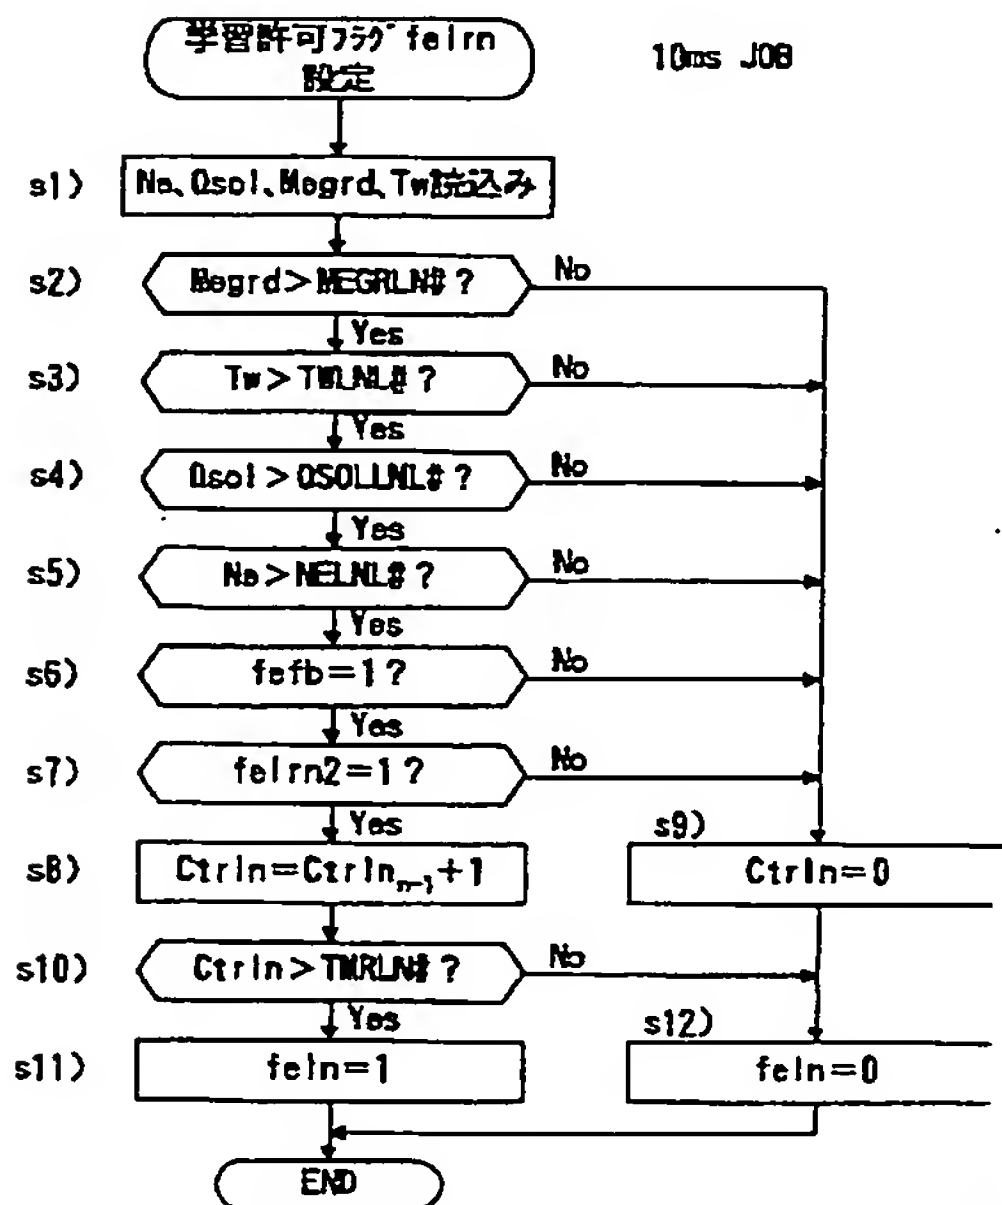 学習許可フラグ felrn
設定
10ms JOB
s1)
Ne、Qsol、Megrd、Tw読込み
s2)
Megrd>MEGRLN#?
No
Yes
s3)
Tw>TWLNL#?
No
Yes
s4)
Qsol>QSOLLNL#?
No
Yes
s5)
Ne>NELNL#?
No
Yes
s6)
fefb=1?
No
Yes
s7)
felrn2=1?
No
Yes
s8)
Ctrln=Ctrlnn-1+1
s9)
Ctrln=0
s10)
Ctrln>TMRLN#?
No
Yes
s11)
feln=1
s12)
feln=0
END